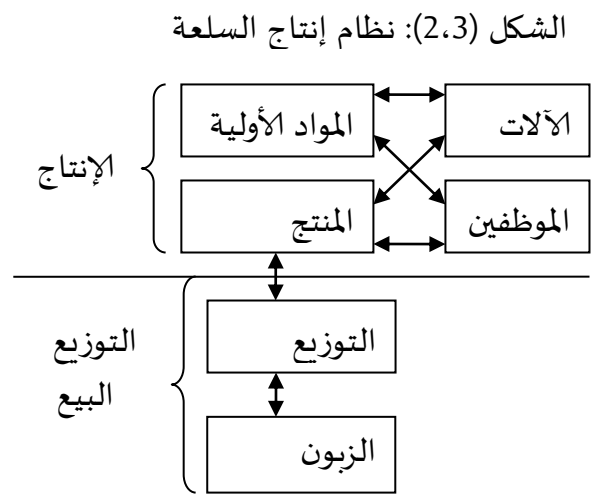 الشكل (2،3): نظام إنتاج السلعة
الآلات
المواد الأولية
الإنتاج
الموظفين
المنتج
التوزيع
التوزيع
البيع
الزبون